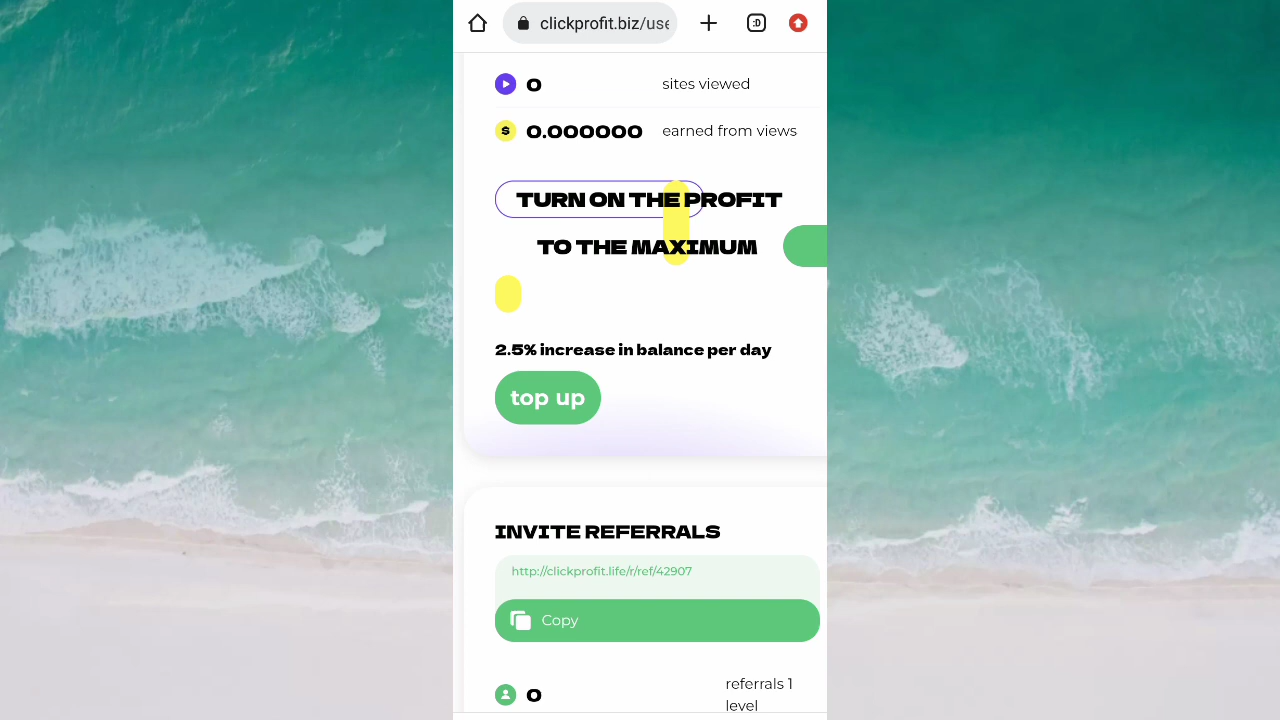 clickprofit.biz/use
:D
0 sites viewed
$ 0.000000 earned from views
TURN ON THE PROFIT
TO THE MAXIMUM
2.5% increase in balance per day
top up
INVITE REFERRALS
http://clickprofit.life/r/ref/42907
Copy
0 referrals 1
level